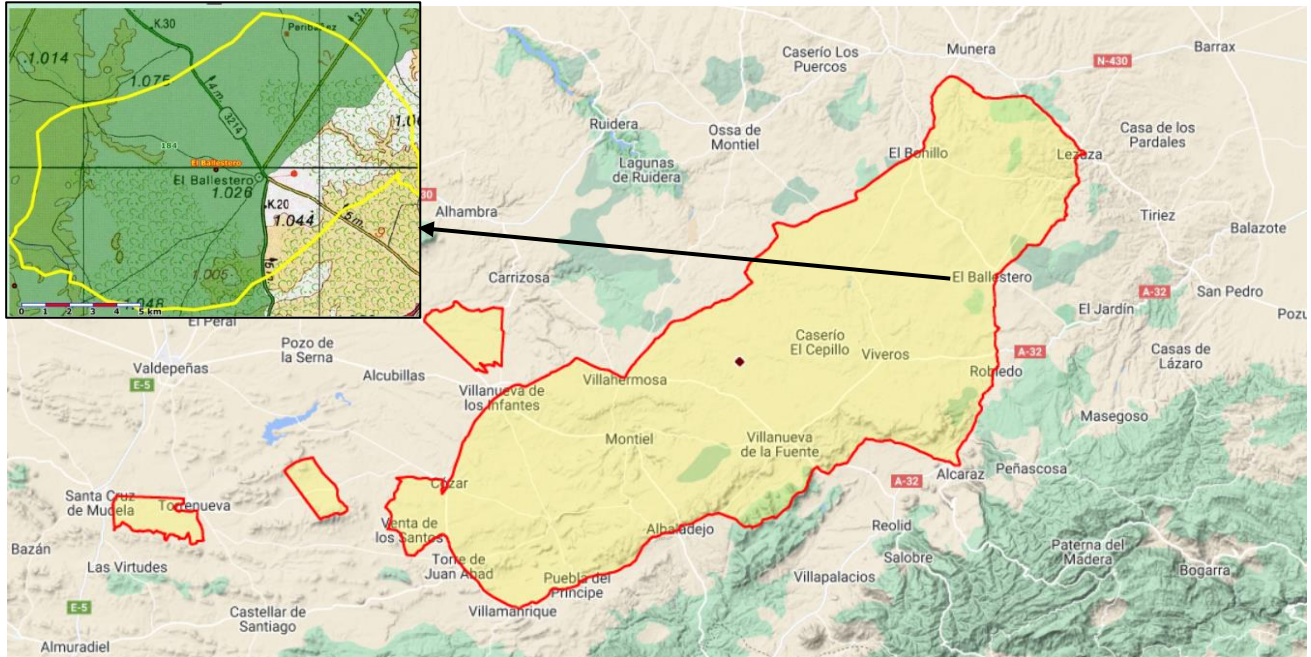 K.30
Peribáñez
1.014
1.075
4 m.
3214
184
El Ballestero
El Ballestero
1.026
K.20
1.044
5 m.
1.005
1.048
0 1 2 3 4 5 km
Caserío Los
Puercos
Munera
N-430
Barrax
Ruidera
Ossa de
Montiel
Casa de los
Pardales
Lagunas
de Ruidera
El Bonillo
Lezuza
30
Alhambra
Tiriez
Balazote
Carrizosa
El Ballestero
A-32
San Pedro
El Jardín
Pozu
El Peral
Pozo de
la Serna
Caserío
El Cepillo
Viveros
A-32
Casas de
Lázaro
Valdepeñas
E-5
Alcubillas
Villahermosa
Robledo
Villanueva de
los Infantes
Masegoso
Montiel
Villanueva
de la Fuente
Alcaraz
Peñascosa
A-32
Cózar
Santa Cruz
de Mudela
Torrenueva
Venta de
los Santos
Albaladejo
Reolid
Bazán
Salobre
Paterna del
Madera
Las Virtudes
Torre de
Juan Abad
Puebla del
Príncipe
Villapalacios
Bogarra
E-5
Castellar de
Santiago
Villamanrique
Almuradiel